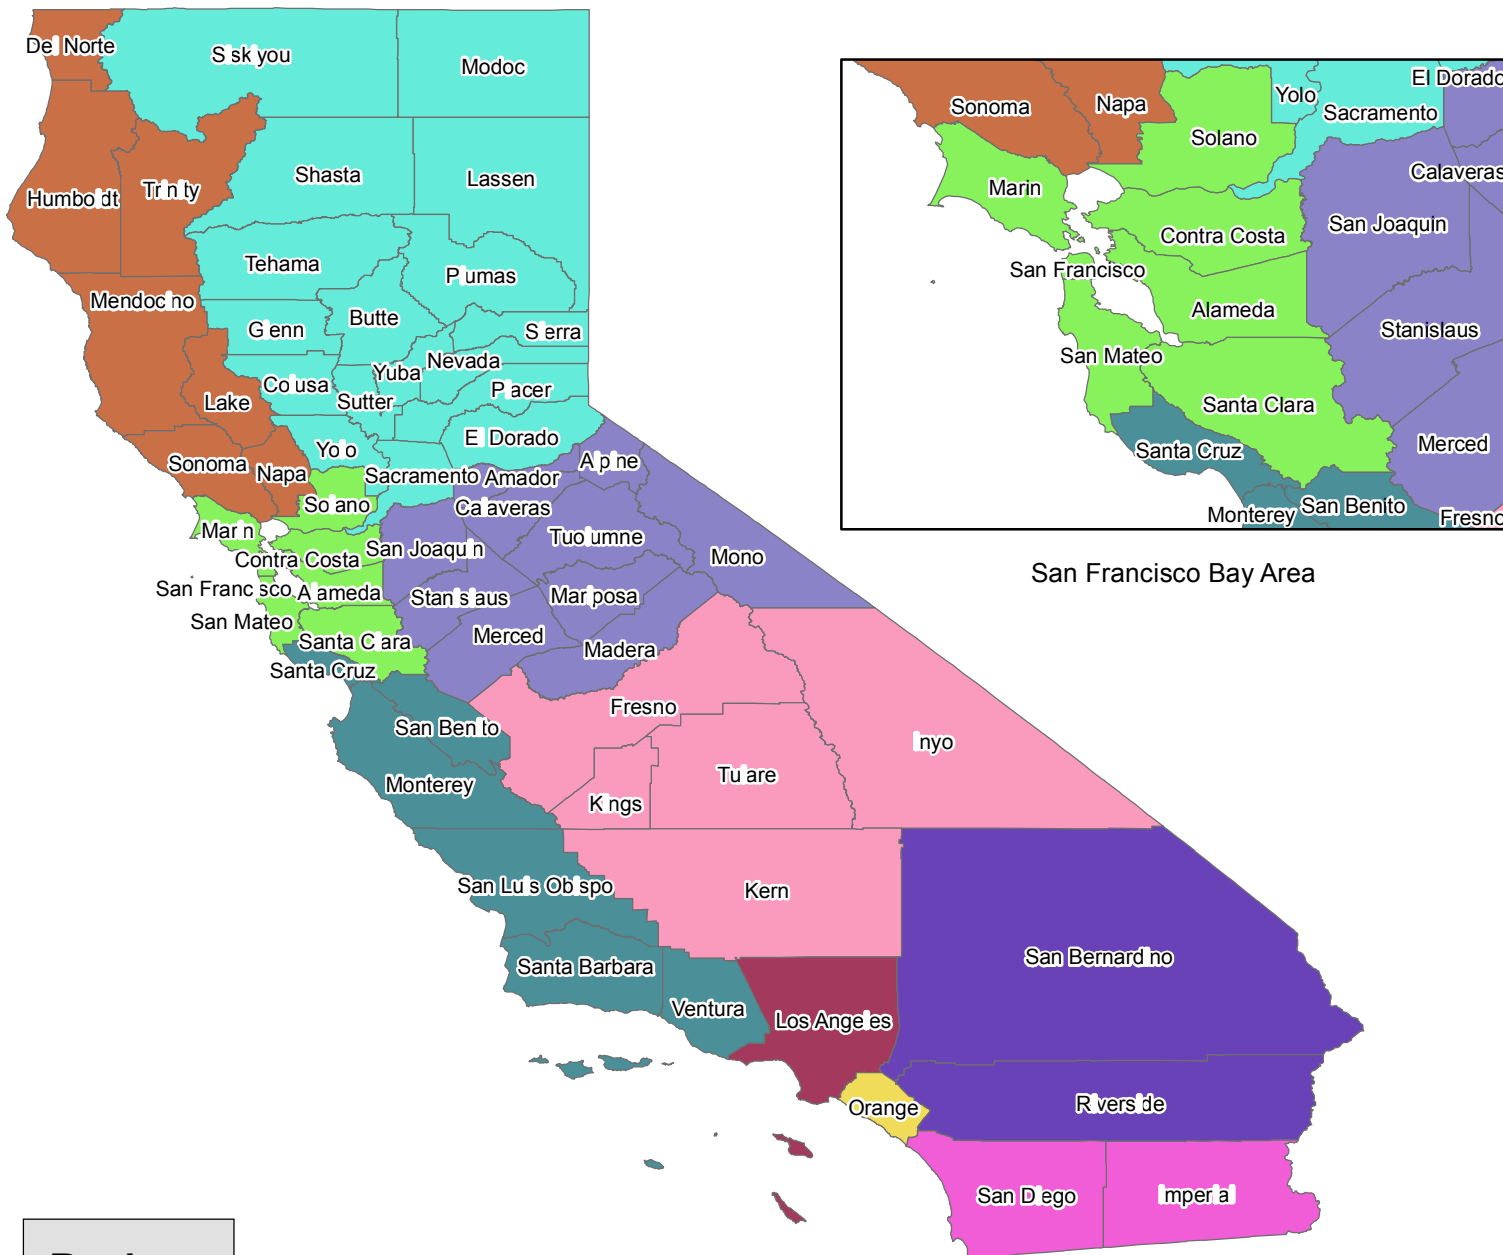 Del Norte
Siskiyou
Modoc
Humboldt
Trinity
Shasta
Lassen
Tehama
Plumas
Mendocino
Glenn
Butte
Sierra
Nevada
Yuba
Colusa
Placer
Lake
Sutter
El Dorado
Yolo
Sonoma
Napa
Sacramento
Amador
Alpine
Solano
Calaveras
Marin
Tuolumne
San Joaquin
Contra Costa
Mono
San Francisco
Alameda
Stanislaus
Mariposa
San Mateo
Merced
Santa Clara
Madera
Santa Cruz
Fresno
San Benito
Inyo
Tulare
Monterey
Kings
San Luis Obispo
Kern
San Bernardino
Santa Barbara
Ventura
Los Angeles
Orange
Riverside
San Diego
Imperial
El Dorado
Yolo
Sonoma
Napa
Sacramento
Solano
Calaveras
Marin
San Joaquin
Contra Costa
San Francisco
Alameda
Stanislaus
San Mateo
Santa Clara
Merced
Santa Cruz
San Benito
Monterey
Fresno
San Francisco Bay Area